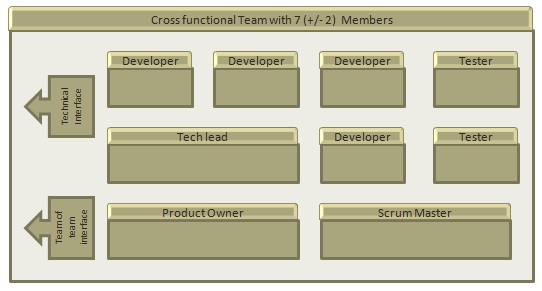 Cross functional Team with 7 (+/- 2) Members
Developer
Developer
Developer
Tester
Technical
Interface
Tech lead
Developer
Tester
Team of
team
interface
Product Owner
Scrum Master